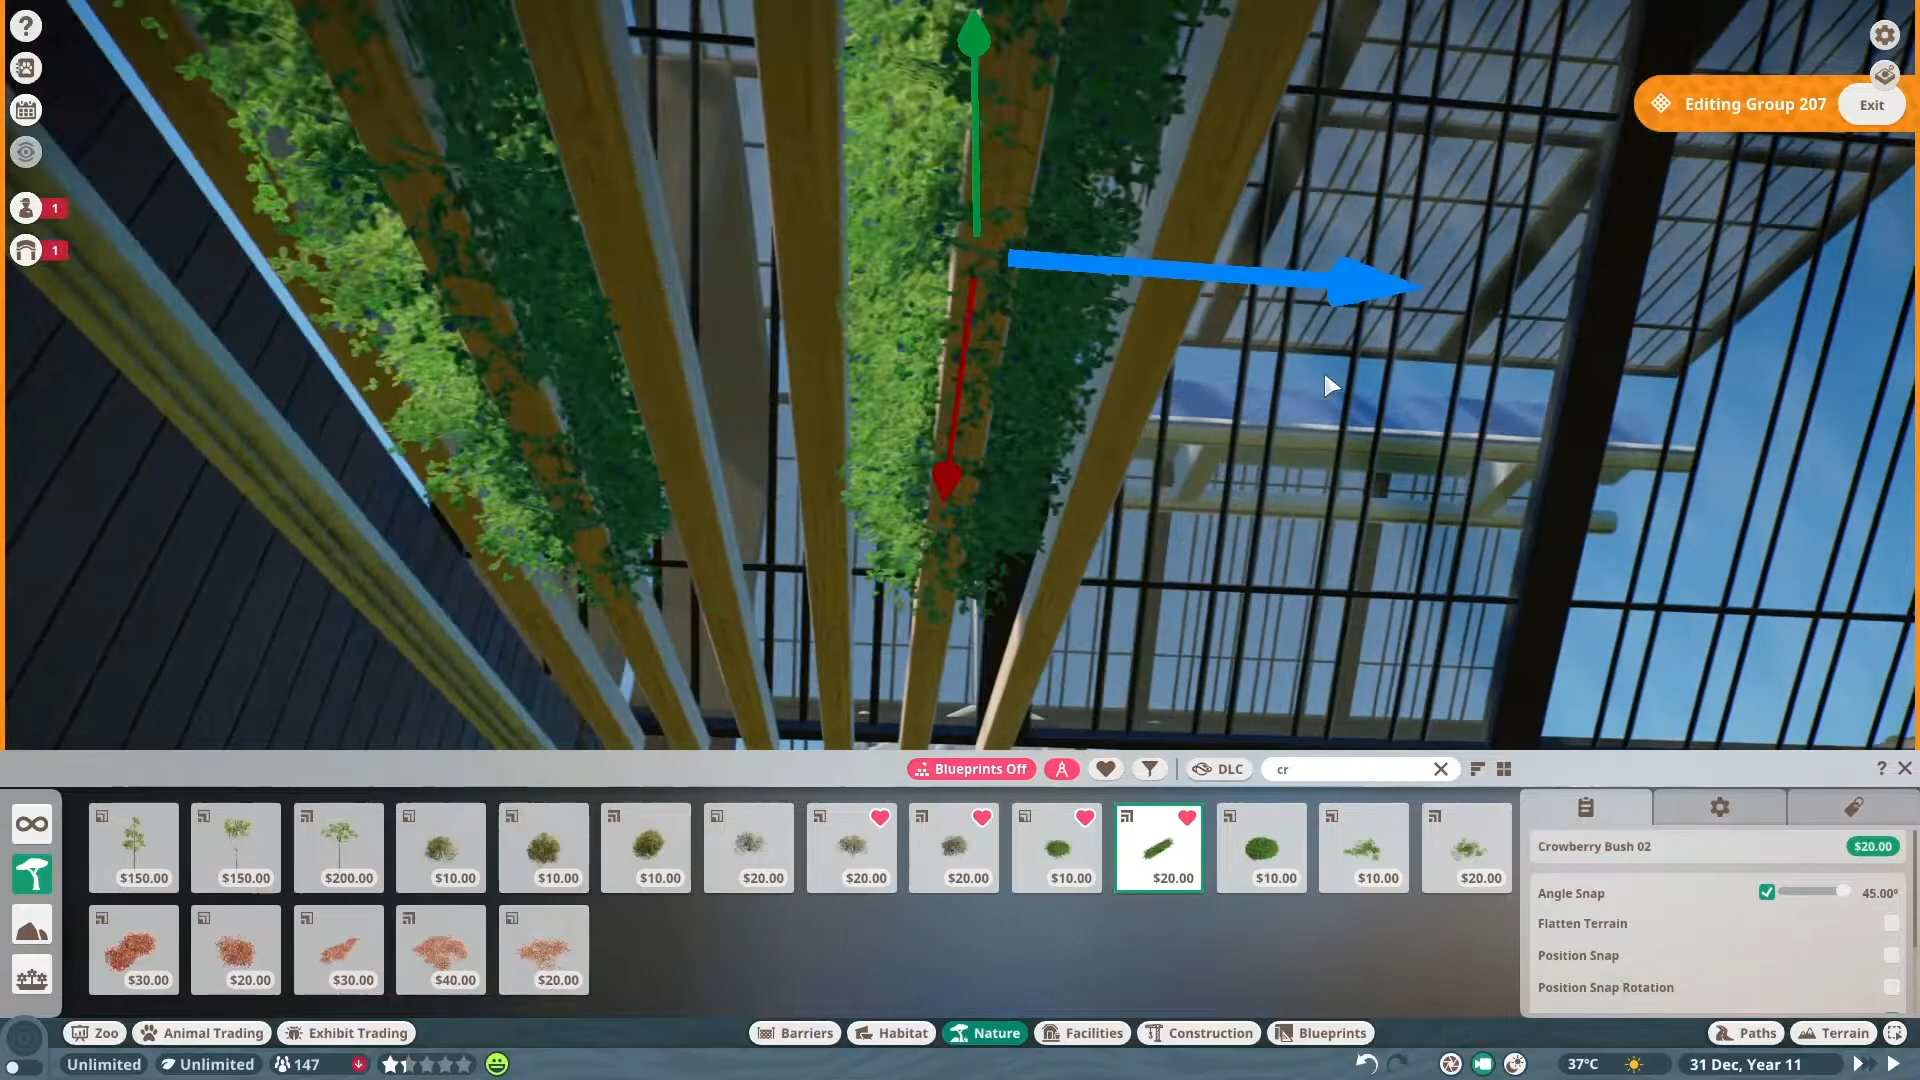 ?
Editing Group 207
Exit
1
1
Blueprints Off
DLC
cr
?
$150.00
$150.00
$200.00
$10.00
$10.00
$10.00
$20.00
$20.00
$20.00
$10.00
$20.00
$10.00
$10.00
$20.00
$30.00
$20.00
$30.00
$40.00
$20.00
Crowberry Bush 02
$20.00
Angle Snap
45.00°
Flatten Terrain
Position Snap
Position Snap Rotation
Zoo
Animal Trading
Exhibit Trading
Barriers
Habitat
Nature
Facilities
Construction
Blueprints
Paths
Terrain
Unlimited
Unlimited
147
37°C
31 Dec, Year 11